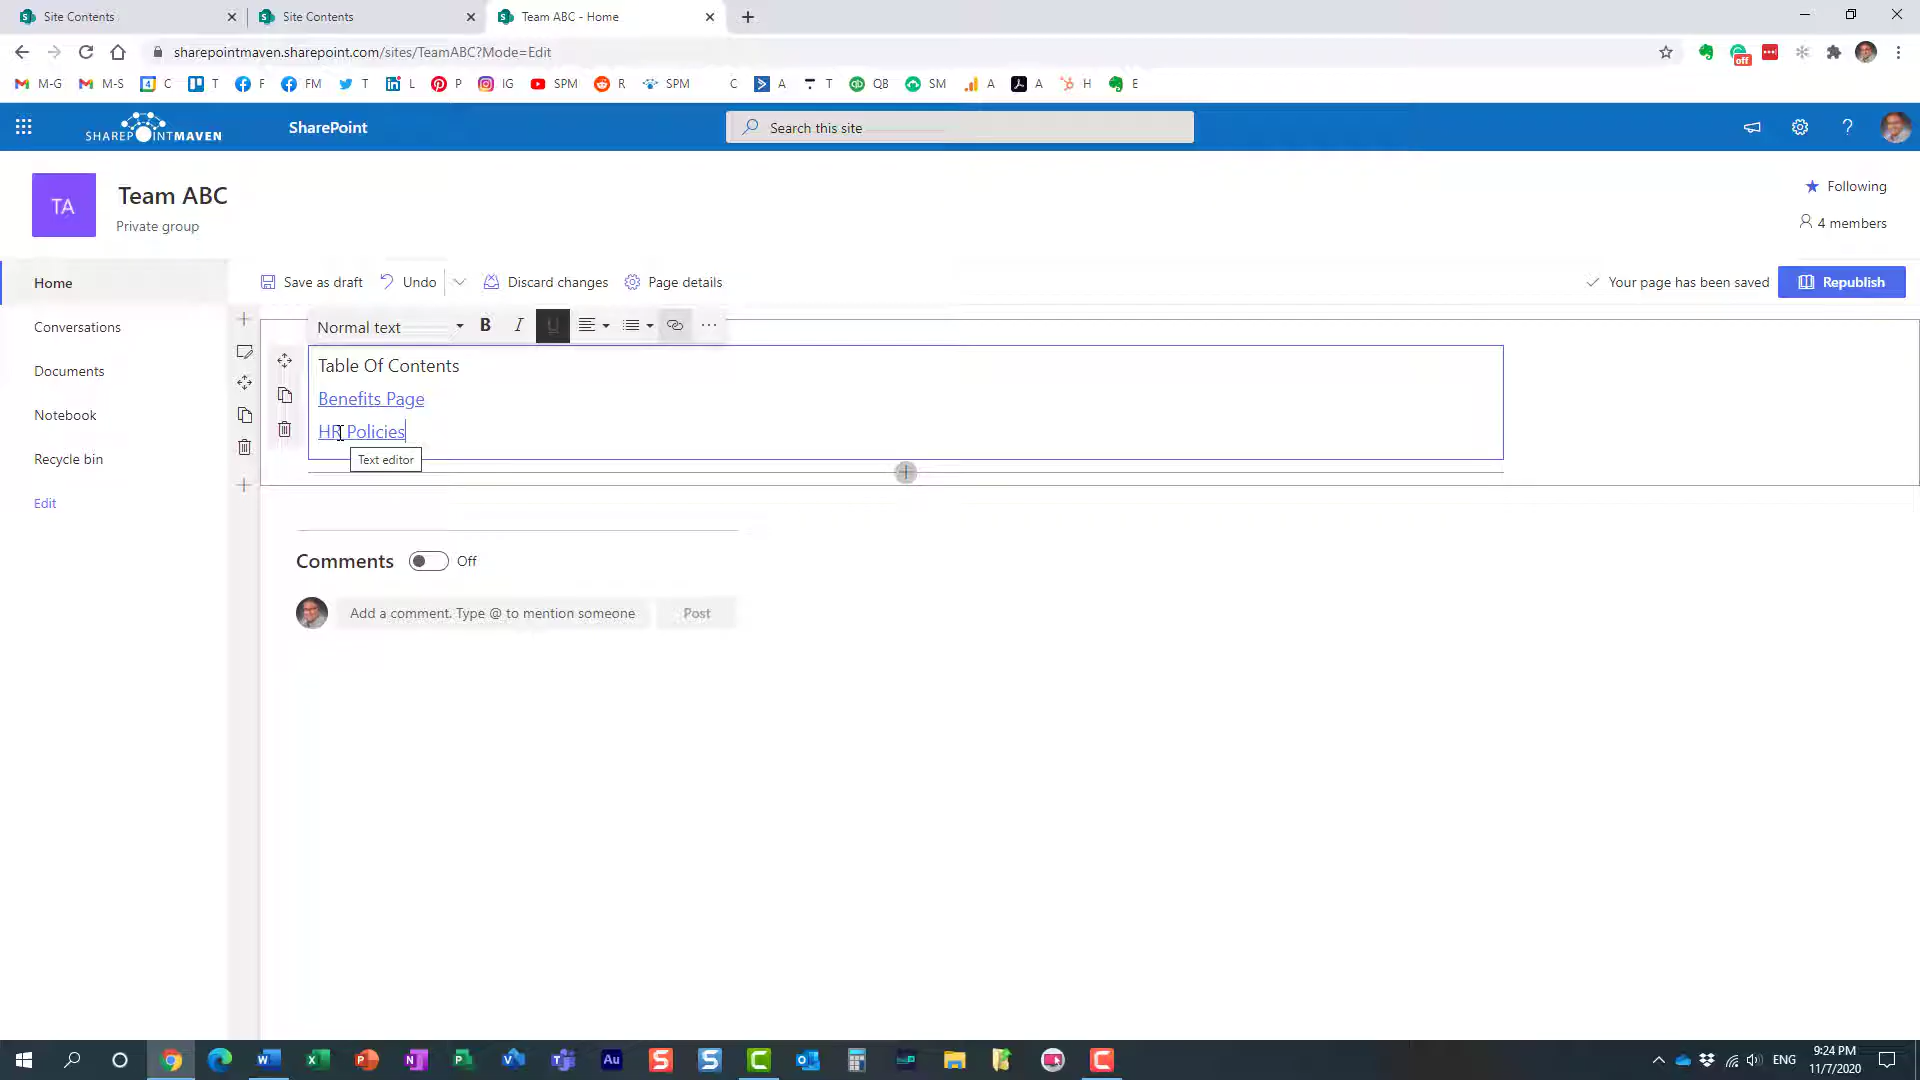 Site Contents
Site Contents
Team ABC - Home
sharepointmaven.sharepoint.com/sites/TeamABC?Mode=Edit
off
M-G M-S C T F FM T L P IG SPM R SPM C A T QB SM A A H E
SHAREPOINTMAVEN SharePoint Search this site
TA
Team ABC
Private group
Following
4 members
Home
Conversations
Documents
Notebook
Recycle bin
Edit
Save as draft Undo Discard changes Page details
Your page has been saved Republish
Normal text B I U
Table Of Contents
Benefits Page
HR Policies
Text editor
Comments Off
Add a comment. Type @ to mention someone Post
ENG
9:24 PM
11/7/2020